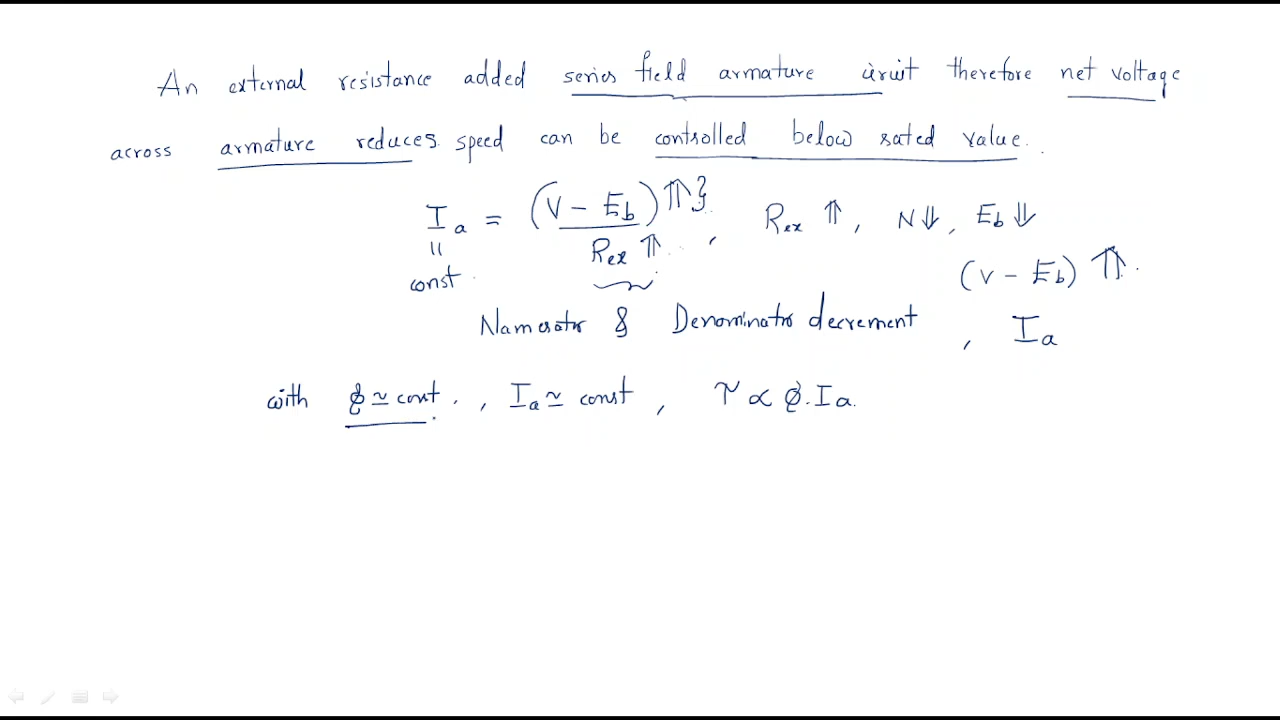 An external resistance added series field armature circuit therefore net voltage
across armature reduces. speed can be controlled below rated value.
Ia = (V - Eb)⇑} / Rex ⇑ , Rex ⇑, N⇓, Eb⇓
||
const (V - Eb) ⇑.
Numerator & Denominator decrement , Ia
with ϕ ≃ const. , Ia ≃ const , τ ∝ ϕ.Ia.